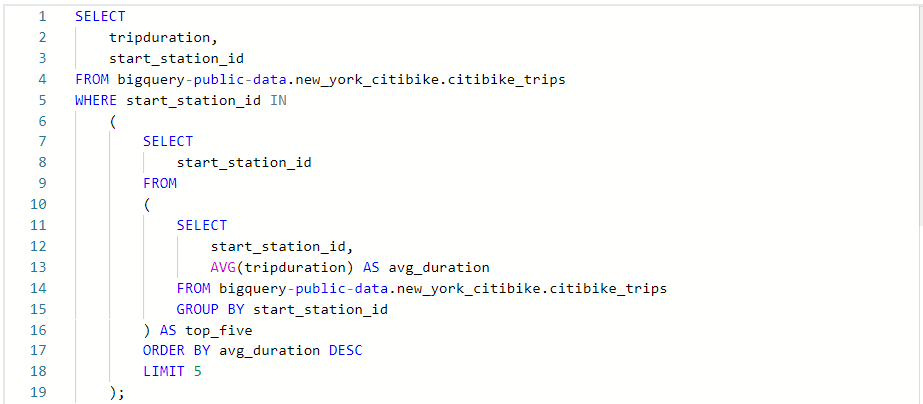 1 SELECT
2 tripduration,
3 start_station_id
4 FROM bigquery-public-data.new_york_citibike.citibike_trips
5 WHERE start_station_id IN
6 (
7 SELECT
8 start_station_id
9 FROM
10 (
11 SELECT
12 start_station_id,
13 AVG(tripduration) AS avg_duration
14 FROM bigquery-public-data.new_york_citibike.citibike_trips
15 GROUP BY start_station_id
16 ) AS top_five
17 ORDER BY avg_duration DESC
18 LIMIT 5
19 );